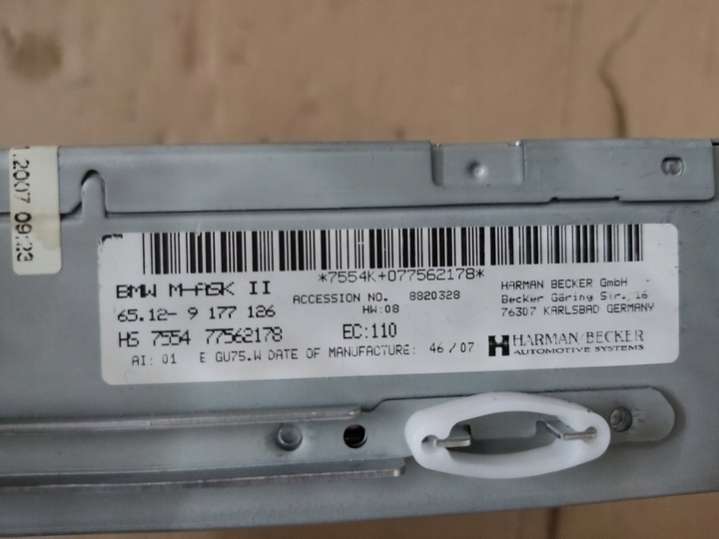 .2007 09:33
*7554K+077562178*
BMW M-ASK II
ACCESSION NO. 8820328
HARMAN BECKER GmbH
65.12- 9 177 126
HW:08
Becker Göring Str. 16
HS 7554 77562178
EC:110
76307 KARLSBAD GERMANY
AI: 01 E GU75.W DATE OF MANUFACTURE: 46/07
HARMAN/BECKER
AUTOMOTIVE SYSTEMS